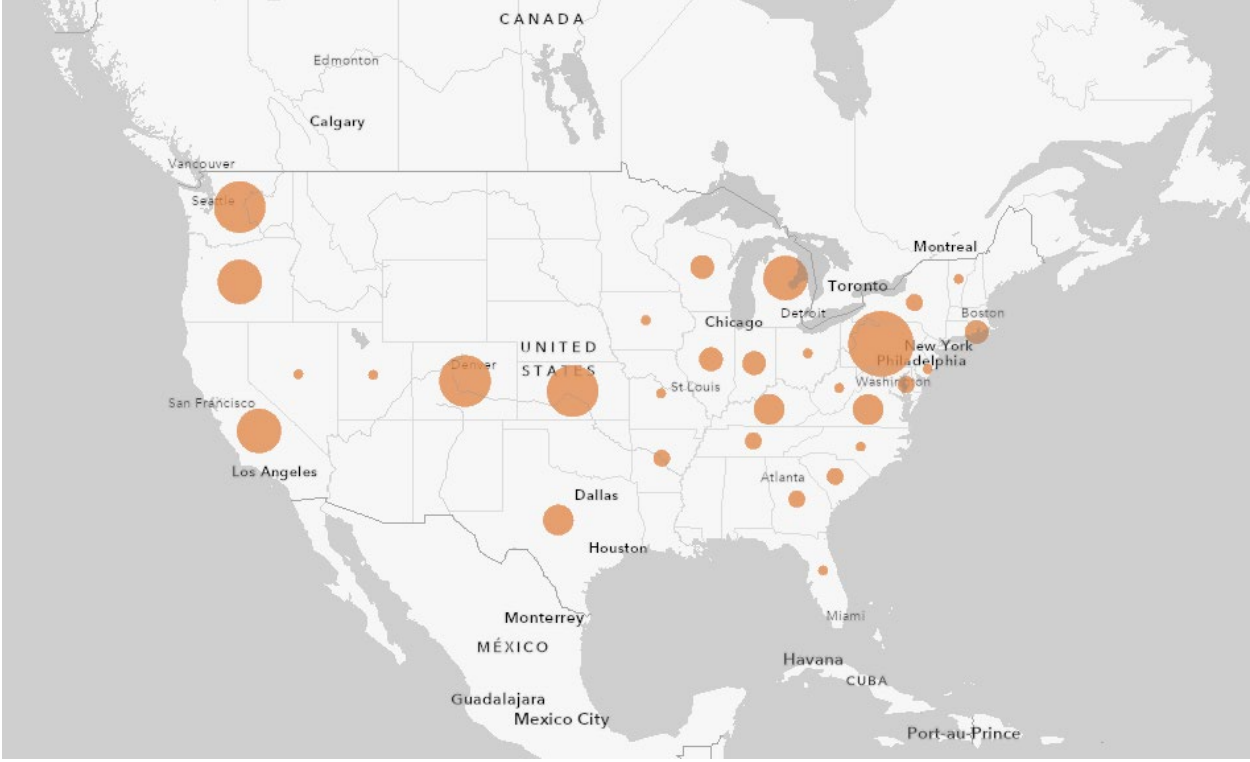 CANADA
Edmonton
Calgary
Vancouver
Seattle
Montreal
Toronto
Boston
Detroit
Chicago
New York
UNITED
STATES
Philadelphia
Denver
Washington
St Louis
San Francisco
Los Angeles
Atlanta
Dallas
Houston
Miami
Monterrey
MÉXICO
Havana
CUBA
Guadalajara
Mexico City
Port-au-Prince